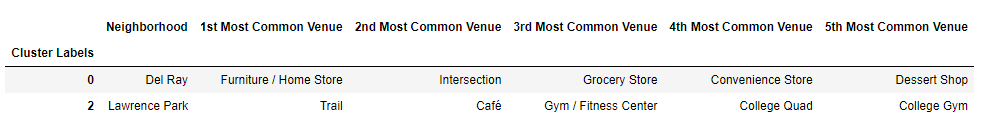 Neighborhood 1st Most Common Venue 2nd Most Common Venue 3rd Most Common Venue 4th Most Common Venue 5th Most Common Venue
Cluster Labels
0 Del Ray Furniture / Home Store Intersection Grocery Store Convenience Store Dessert Shop
2 Lawrence Park Trail Café Gym / Fitness Center College Quad College Gym